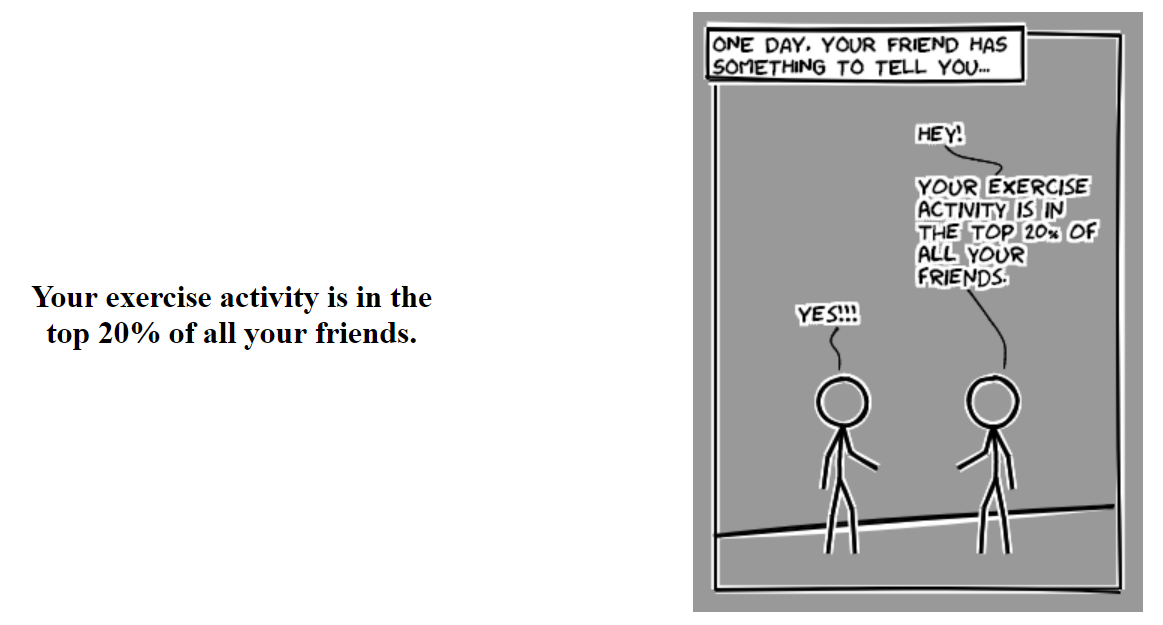 Your exercise activity is in the
top 20% of all your friends.
ONE DAY, YOUR FRIEND HAS
SOMETHING TO TELL YOU...
HEY!
YOUR EXERCISE
ACTIVITY IS IN
THE TOP 20% OF
ALL YOUR
FRIENDS.
YES!!!